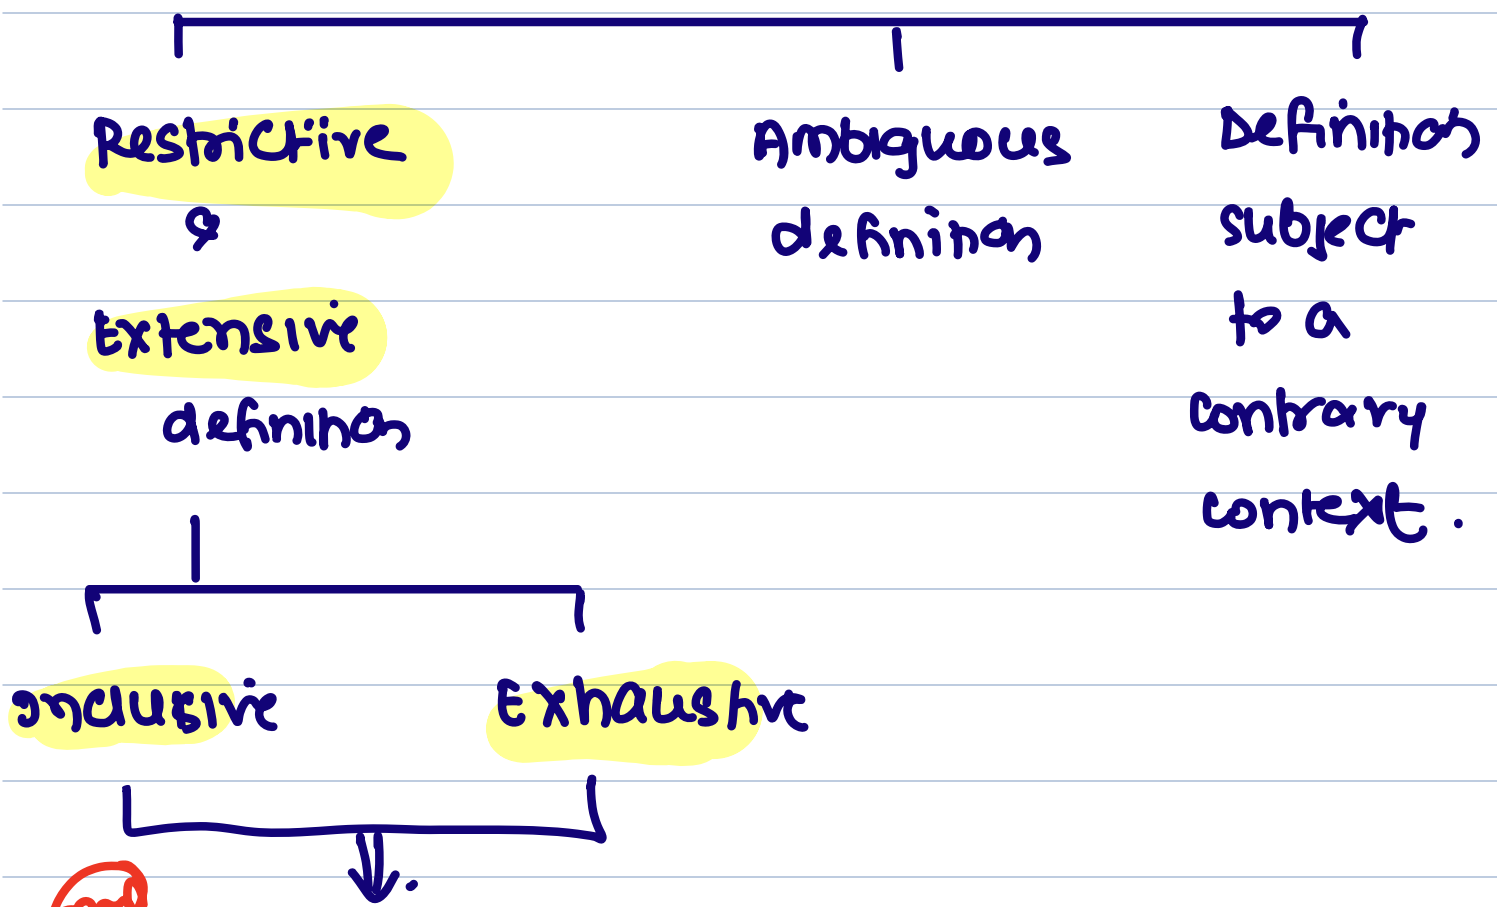 Restrictive
&
Extensive
definition
Ambiguous
definition
Definition
subject
to a
contrary
context.
Inclusive
Exhaustive